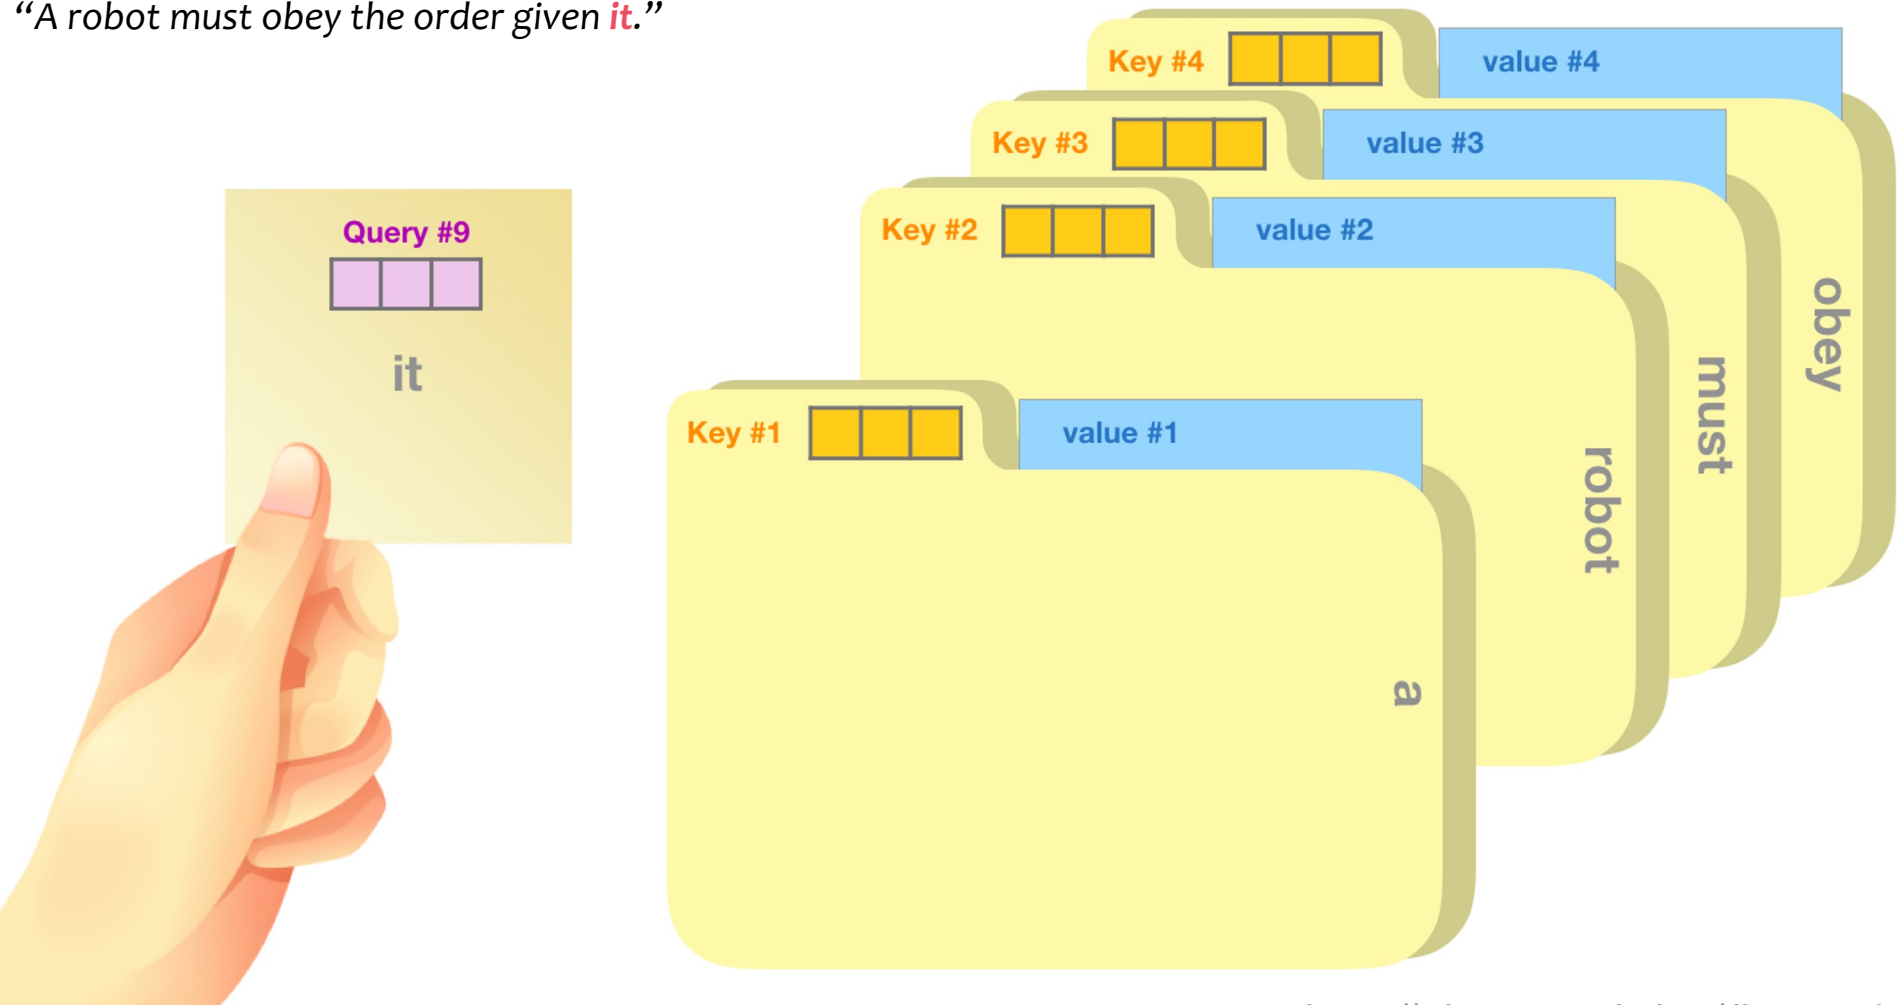 “A robot must obey the order given it.”
Key #4 value #4
Key #3 value #3
Key #2 value #2
Query #9
it
Key #1 value #1
obey
must
robot
a